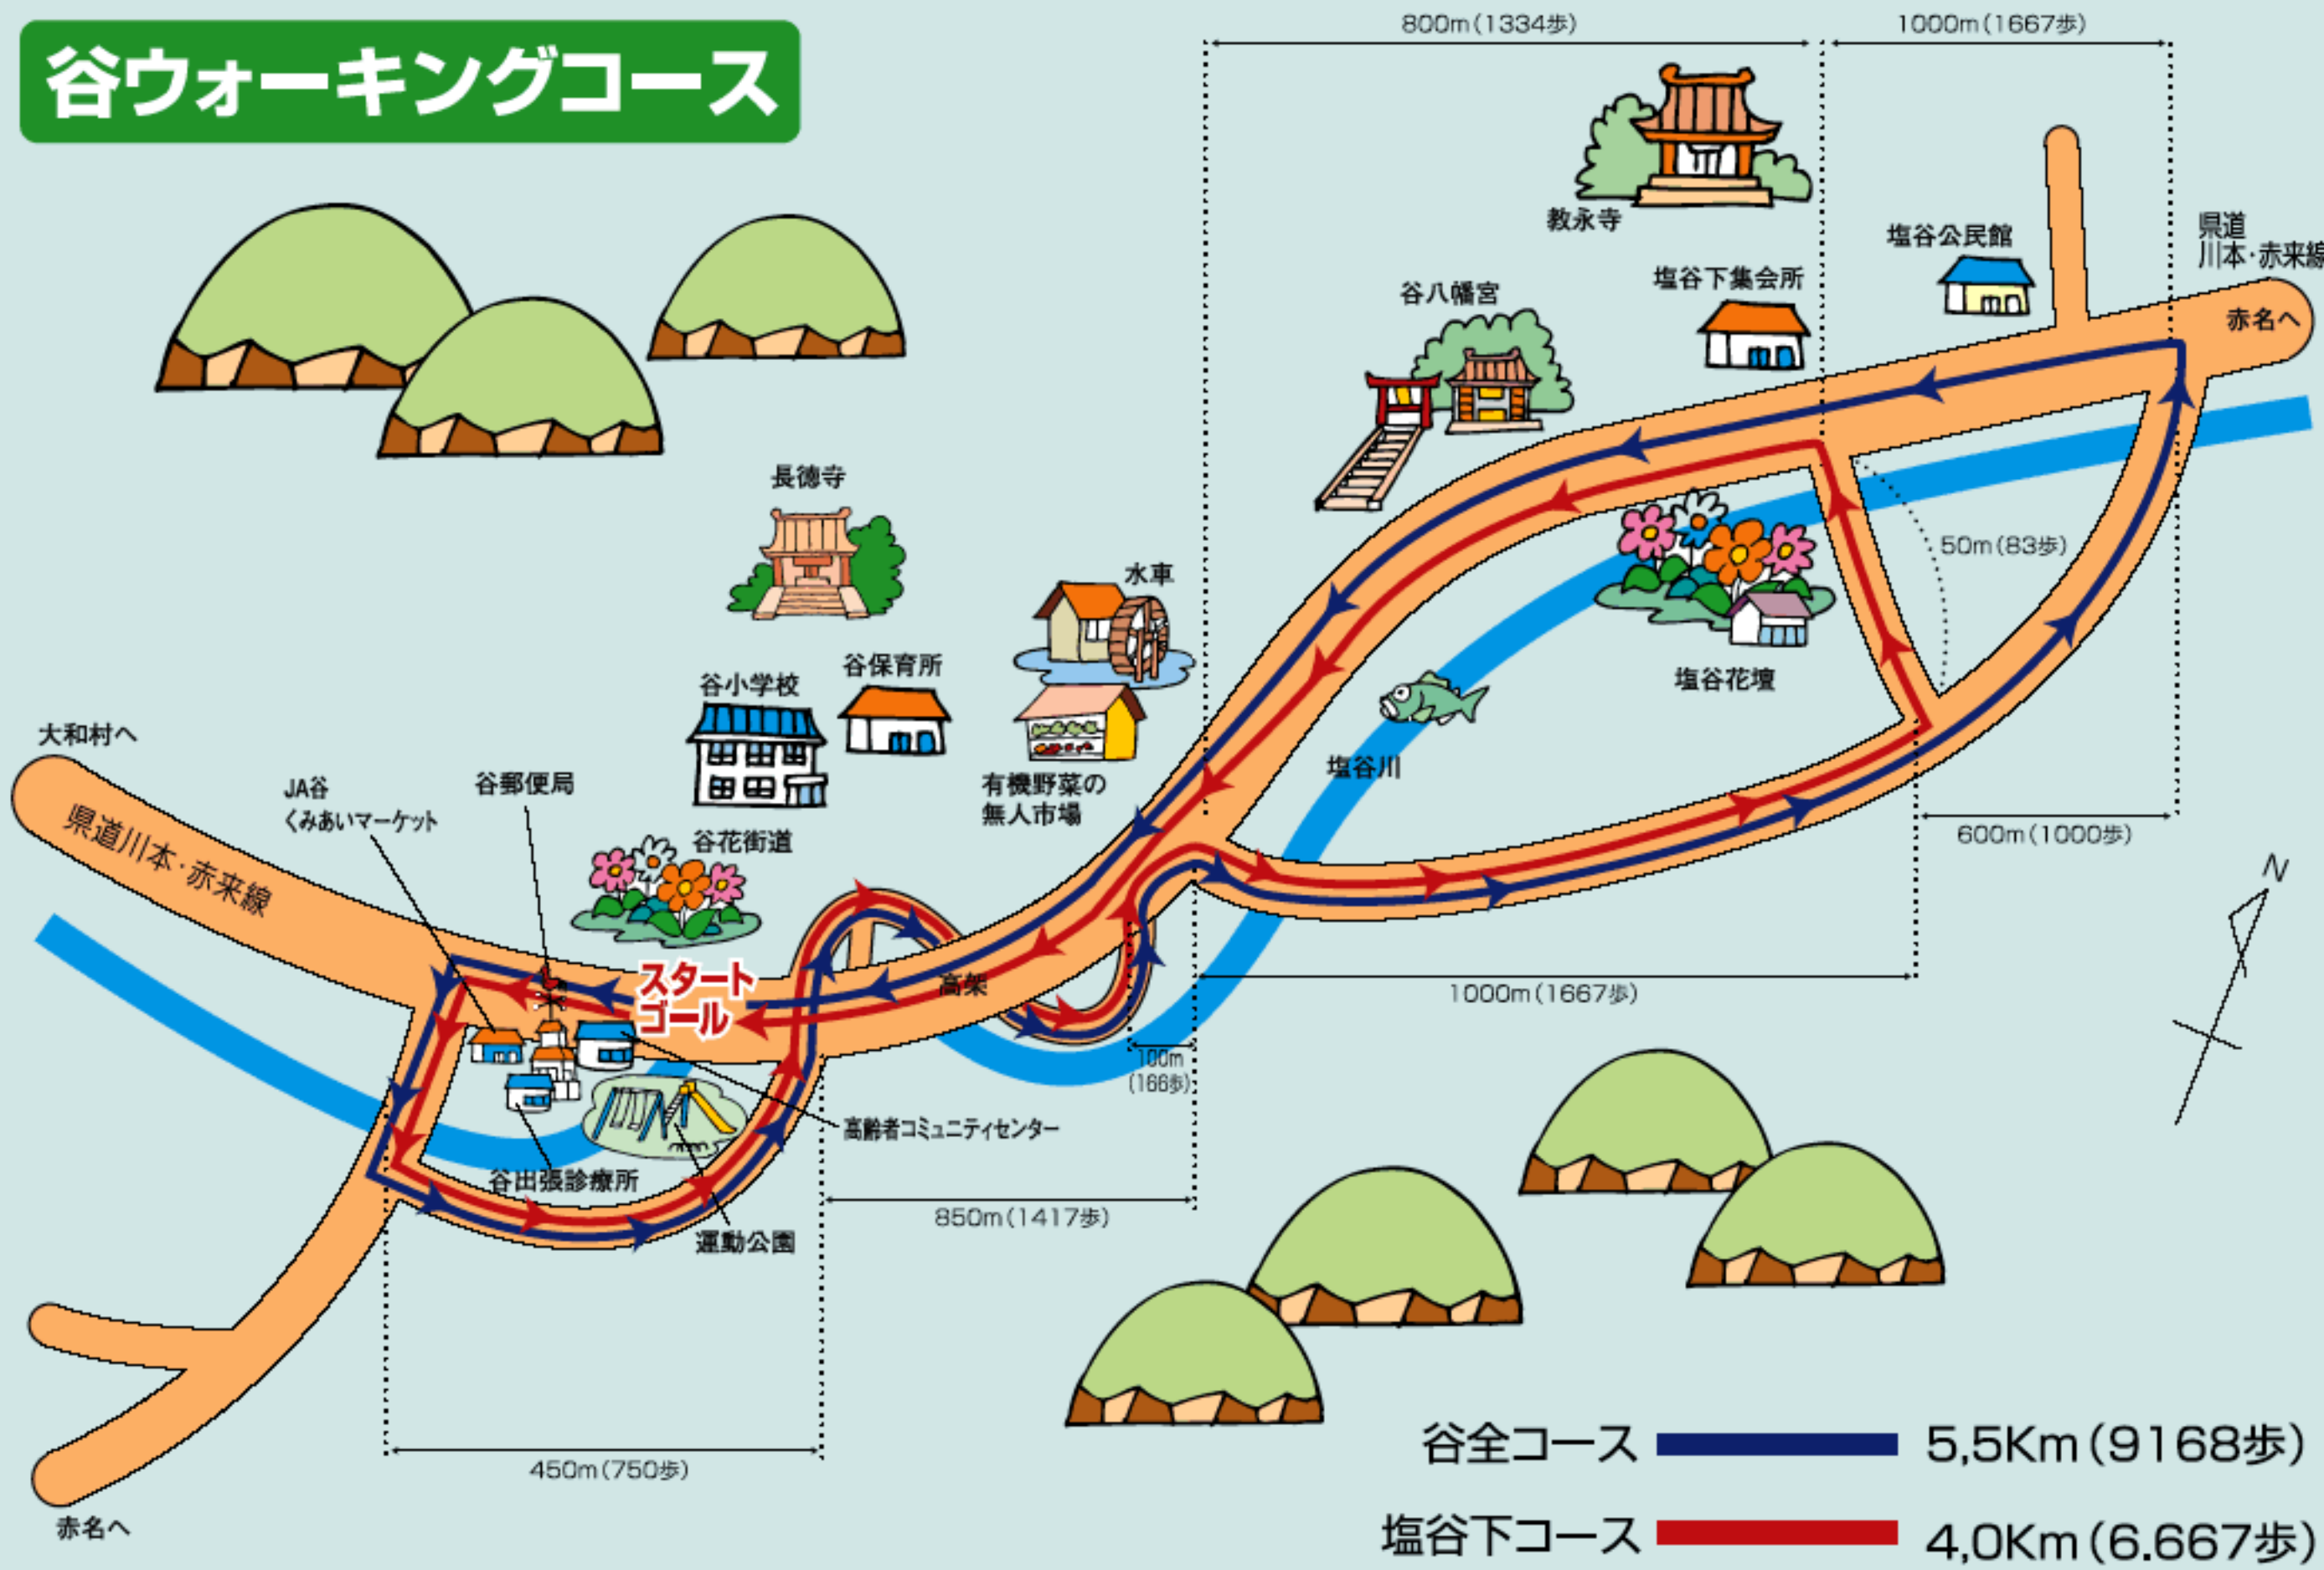 谷ウォーキングコース
800m(1334歩)
1000m(1667歩)
教永寺
塩谷公民館
県道
川本・赤来線
赤名へ
塩谷下集会所
谷八幡宮
長徳寺
水車
50m(83歩)
谷保育所
谷小学校
塩谷花壇
大和村へ
JA谷
くみあいマーケット
谷郵便局
有機野菜の
無人市場
塩谷川
県道川本・赤来線
谷花街道
600m(1000歩)
N
スタート
ゴール
高架
1000m(1667歩)
100m
(166歩)
高齢者コミュニティセンター
谷出張診療所
運動公園
850m(1417歩)
450m(750歩)
赤名へ
谷全コース 5,5Km(9168歩)
塩谷下コース 4,0Km(6.667歩)